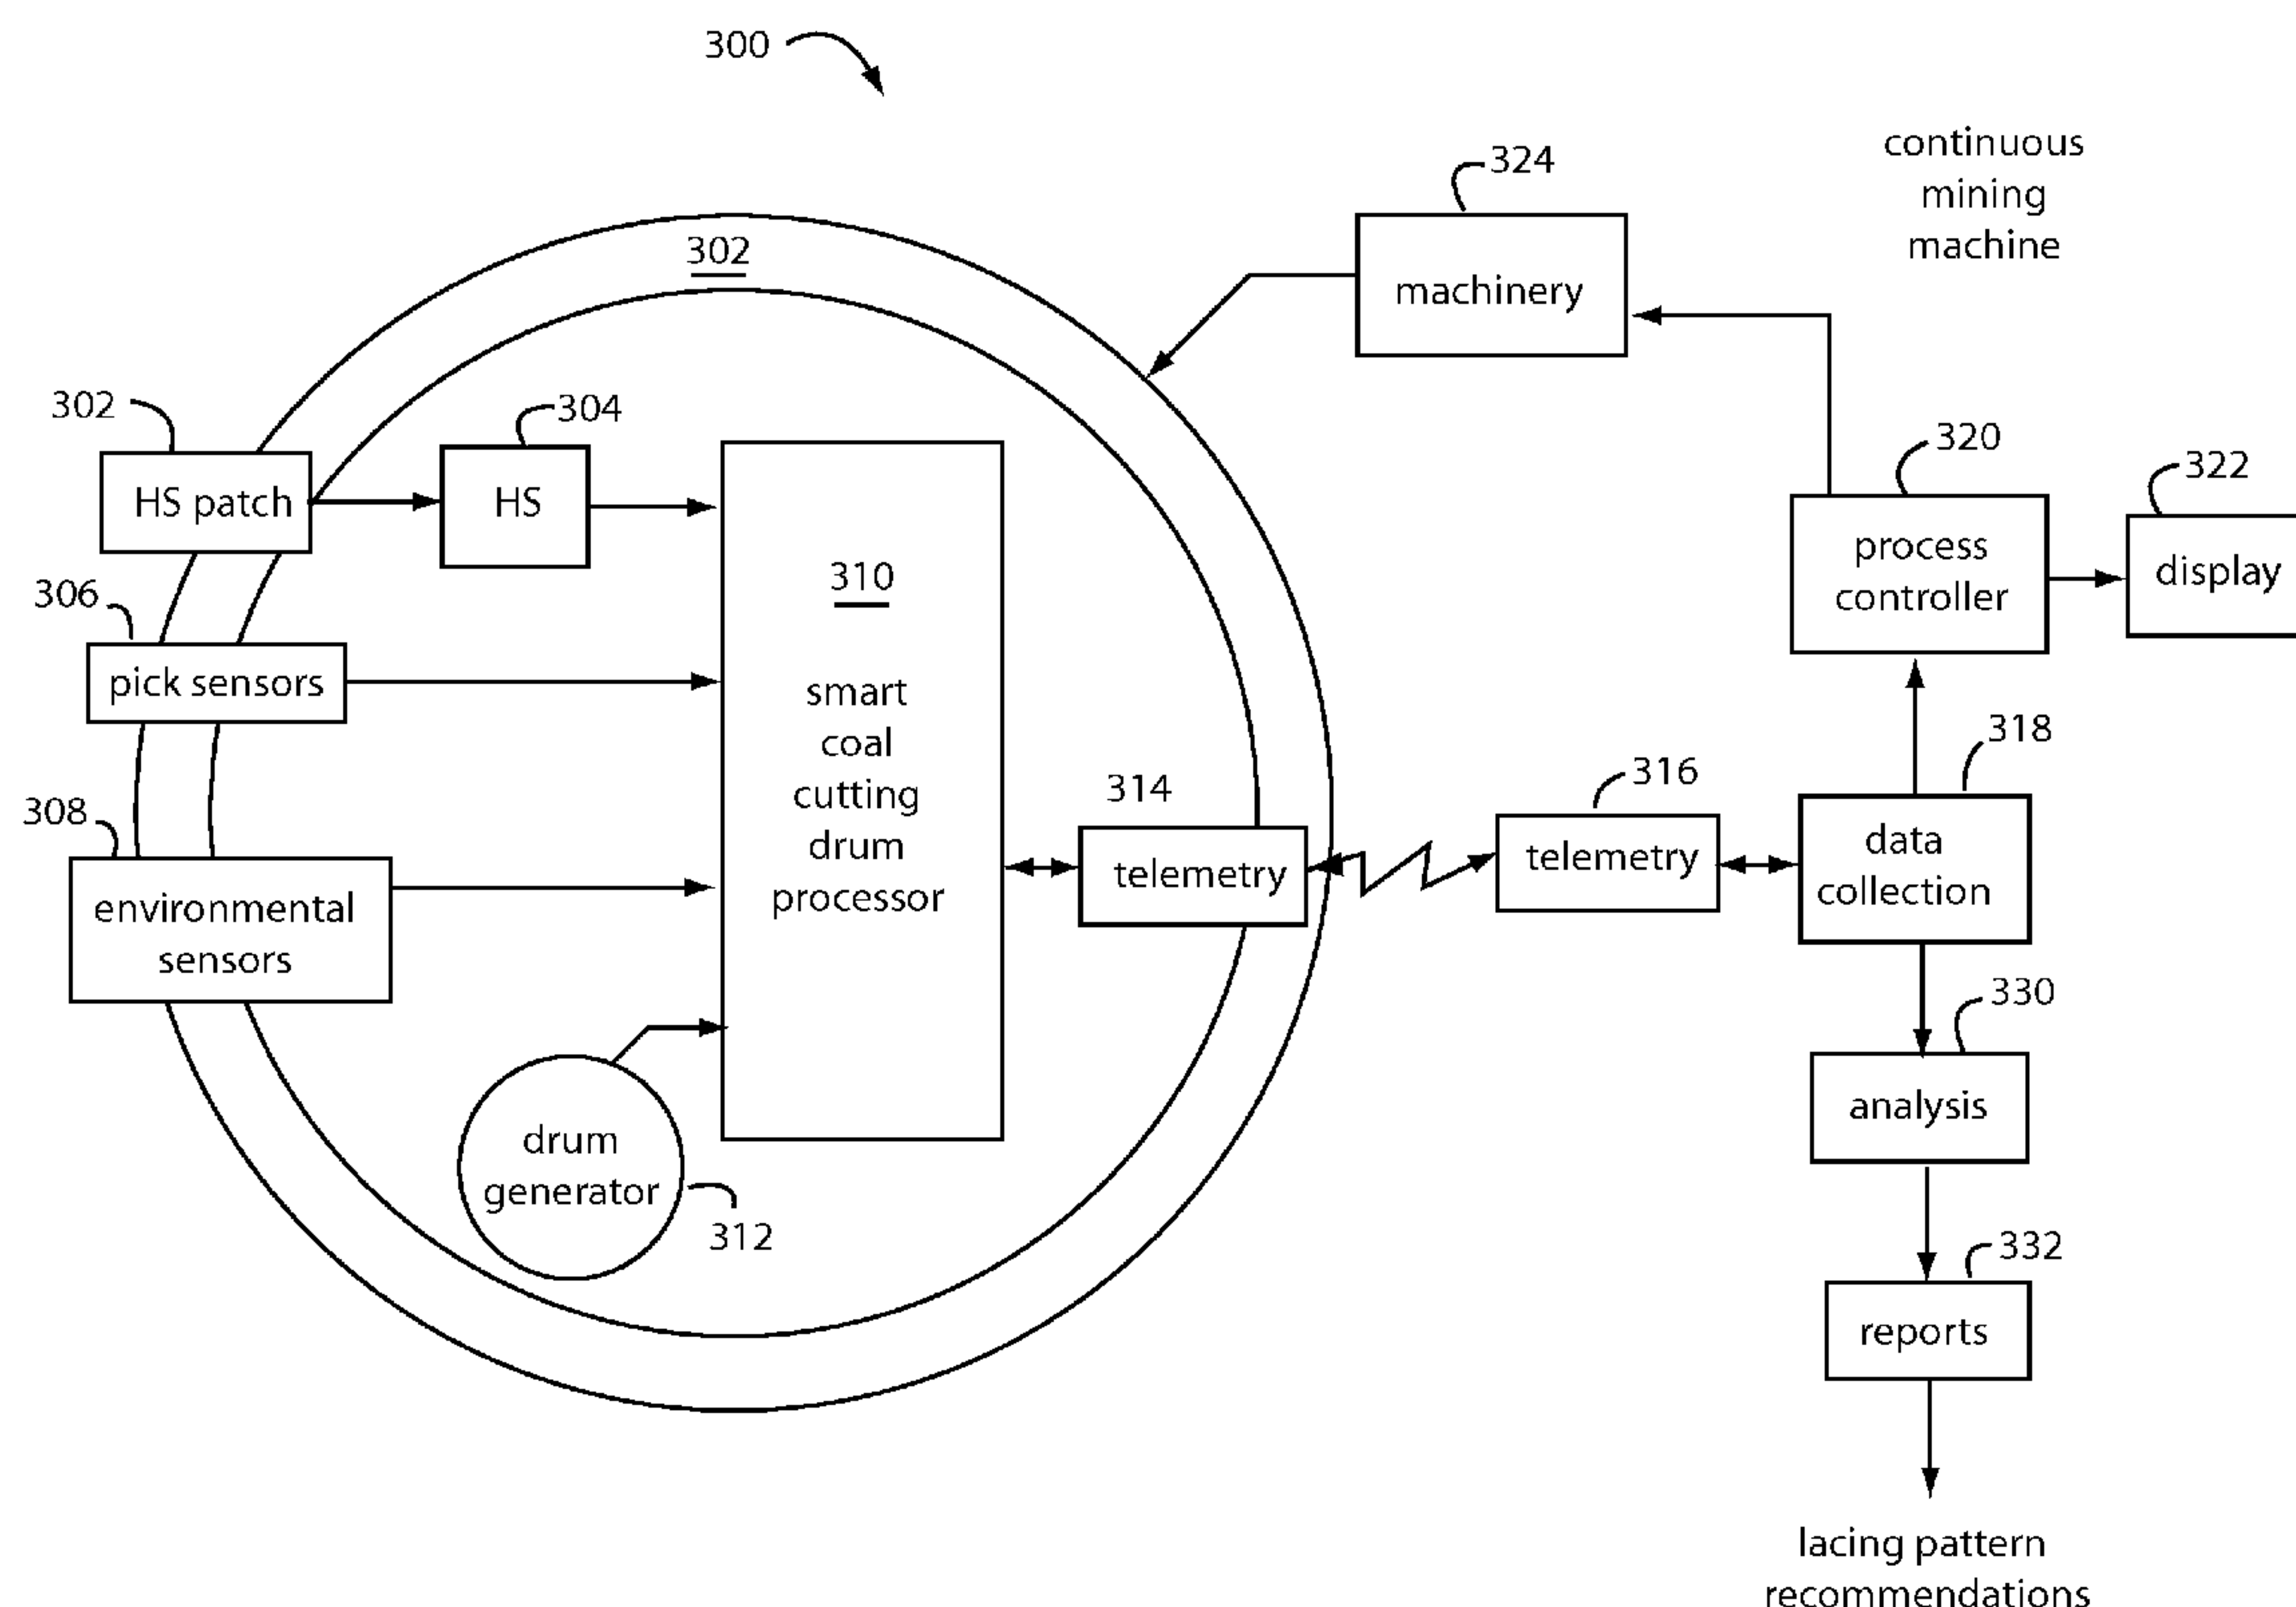 300
continuous
mining
machine
324
machinery
302
302
HS patch
304
HS
320
process
controller
322
display
306
pick sensors
310
smart
coal
cutting
drum
processor
314
telemetry
316
telemetry
318
data
collection
308
environmental
sensors
330
analysis
drum
generator
312
332
reports
lacing pattern
recommendations